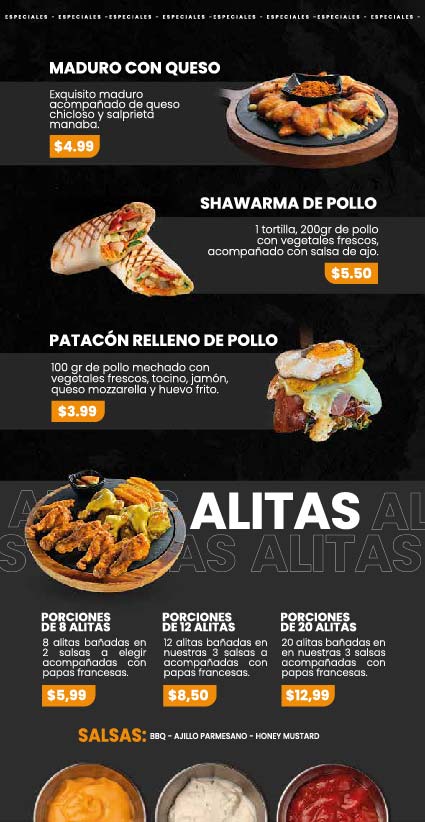 ESPECIALES - ESPECIALES - ESPECIALES - ESPECIALES -ESPECIALES - ESPECIALES - ESPECIALES - ESPECIALES -
MADURO CON QUESO
Exquisito maduro
acompañado de queso
chicloso y salprieta
manaba.
$4.99
SHAWARMA DE POLLO
1 tortilla, 200gr de pollo
con vegetales frescos,
acompañado con salsa de ajo.
$5.50
PATACÓN RELLENO DE POLLO
100 gr de pollo mechado con
vegetales frescos, tocino, jamón,
queso mozzarella y huevo frito.
$3.99
ALITAS
ALITAS
PORCIONES
DE 8 ALITAS
8 alitas bañadas en
2 salsas a elegir
acompañadas con
papas francesas.
$5,99
PORCIONES
DE 12 ALITAS
12 alitas bañadas en
nuestras 3 salsas a
acompañadas con
papas francesas.
$8,50
PORCIONES
DE 20 ALITAS
20 alitas bañadas en
en nuestras 3 salsas
acompañadas con
papas francesas.
$12,99
SALSAS: BBQ - AJILLO PARMESANO - HONEY MUSTARD